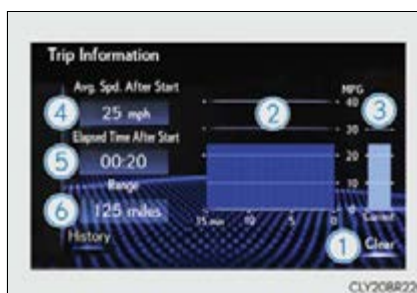 Trip Information
Avg. Spd. After Start
4
25 mph
Elapsed Time After Start
5
00:20
Range
6
125 miles
History
2
MPG
3
40
30
20
10
0
15 min
10
5
0
Current
1
Clear
CLY208R22